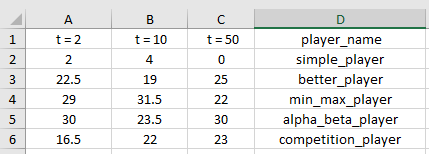 A B C D
1 t = 2 t = 10 t = 50 player_name
2 2 4 0 simple_player
3 22.5 19 25 better_player
4 29 31.5 22 min_max_player
5 30 23.5 30 alpha_beta_player
6 16.5 22 23 competition_player